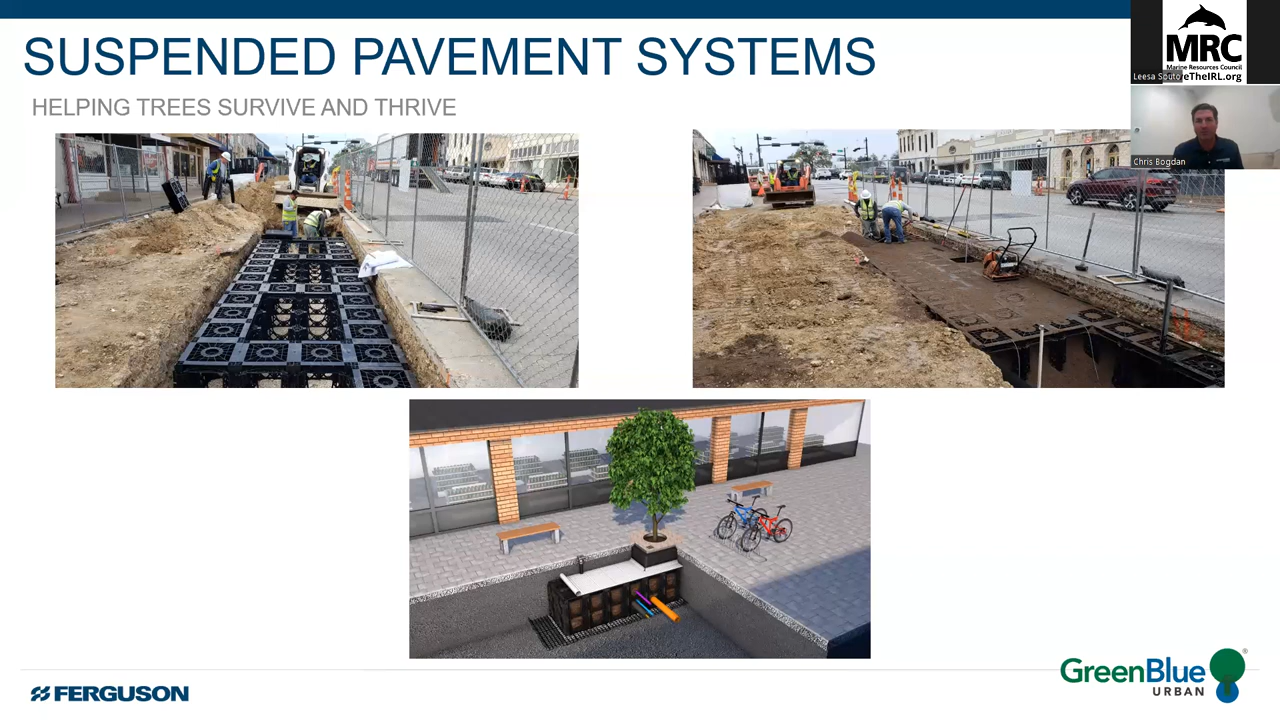 SUSPENDED PAVEMENT SYSTEMS
HELPING TREES SURVIVE AND THRIVE
MRC
Marine Resources Council
Leesa Souto
eTheIRL.org
Chris Bogdan
FERGUSON
GreenBlue
URBAN
®